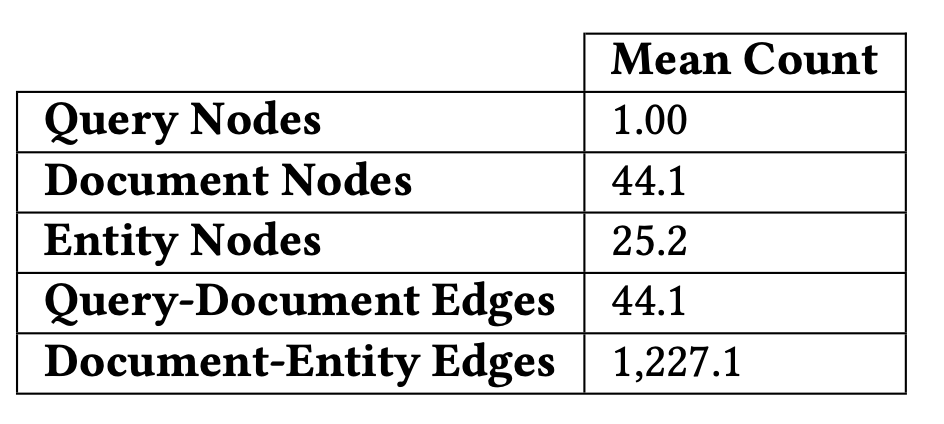 Mean Count
Query Nodes 1.00
Document Nodes 44.1
Entity Nodes 25.2
Query-Document Edges 44.1
Document-Entity Edges 1,227.1